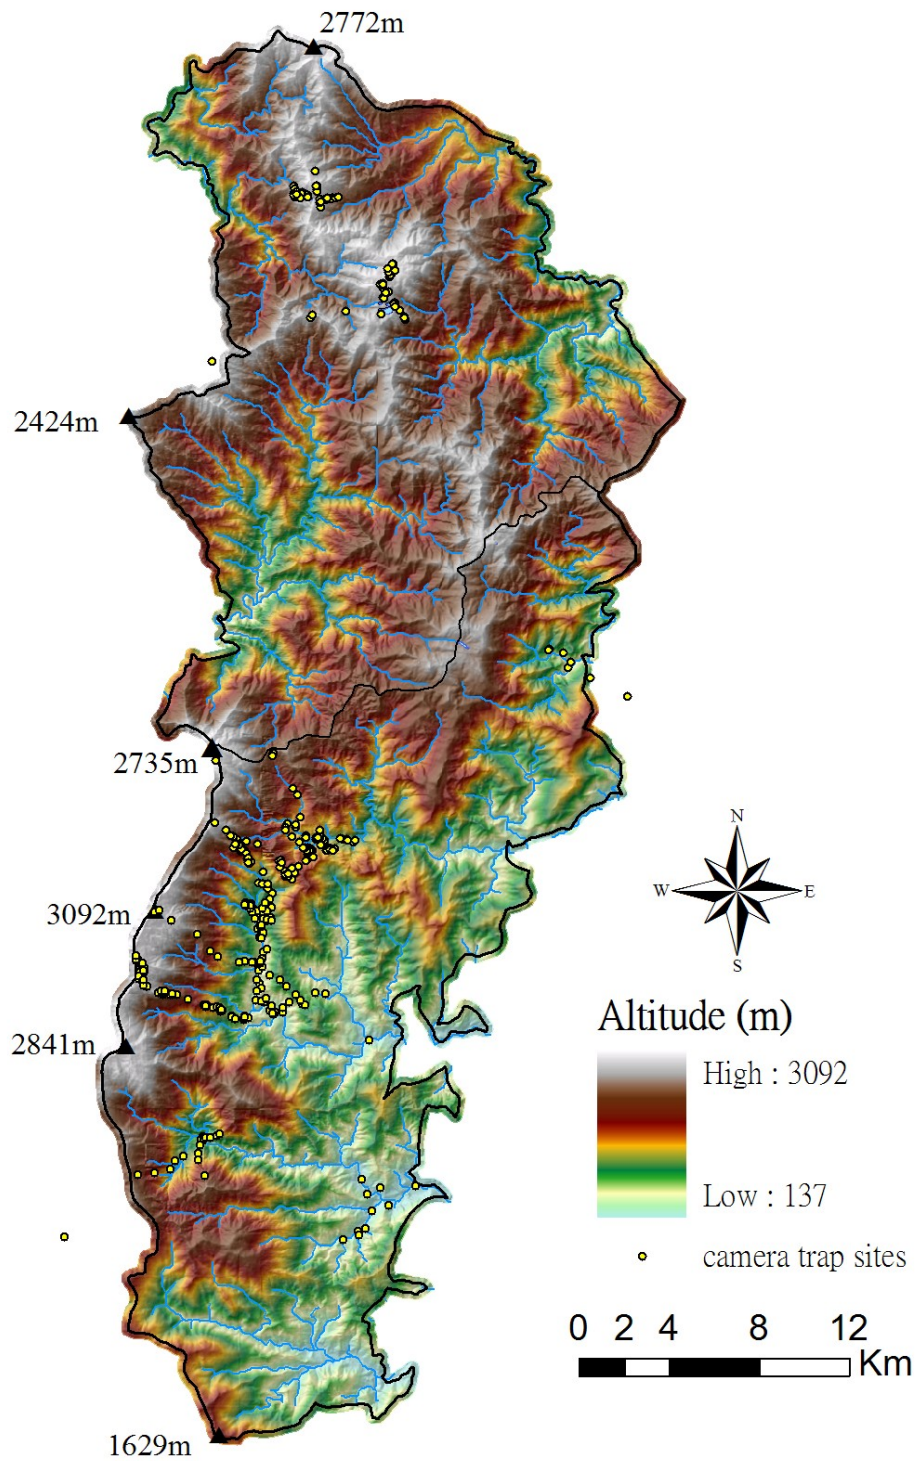 2772m
2424m
2735m
N
W E
S
3092m
Altitude (m)
2841m
High : 3092
Low : 137
camera trap sites
0 2 4 8 12
Km
1629m